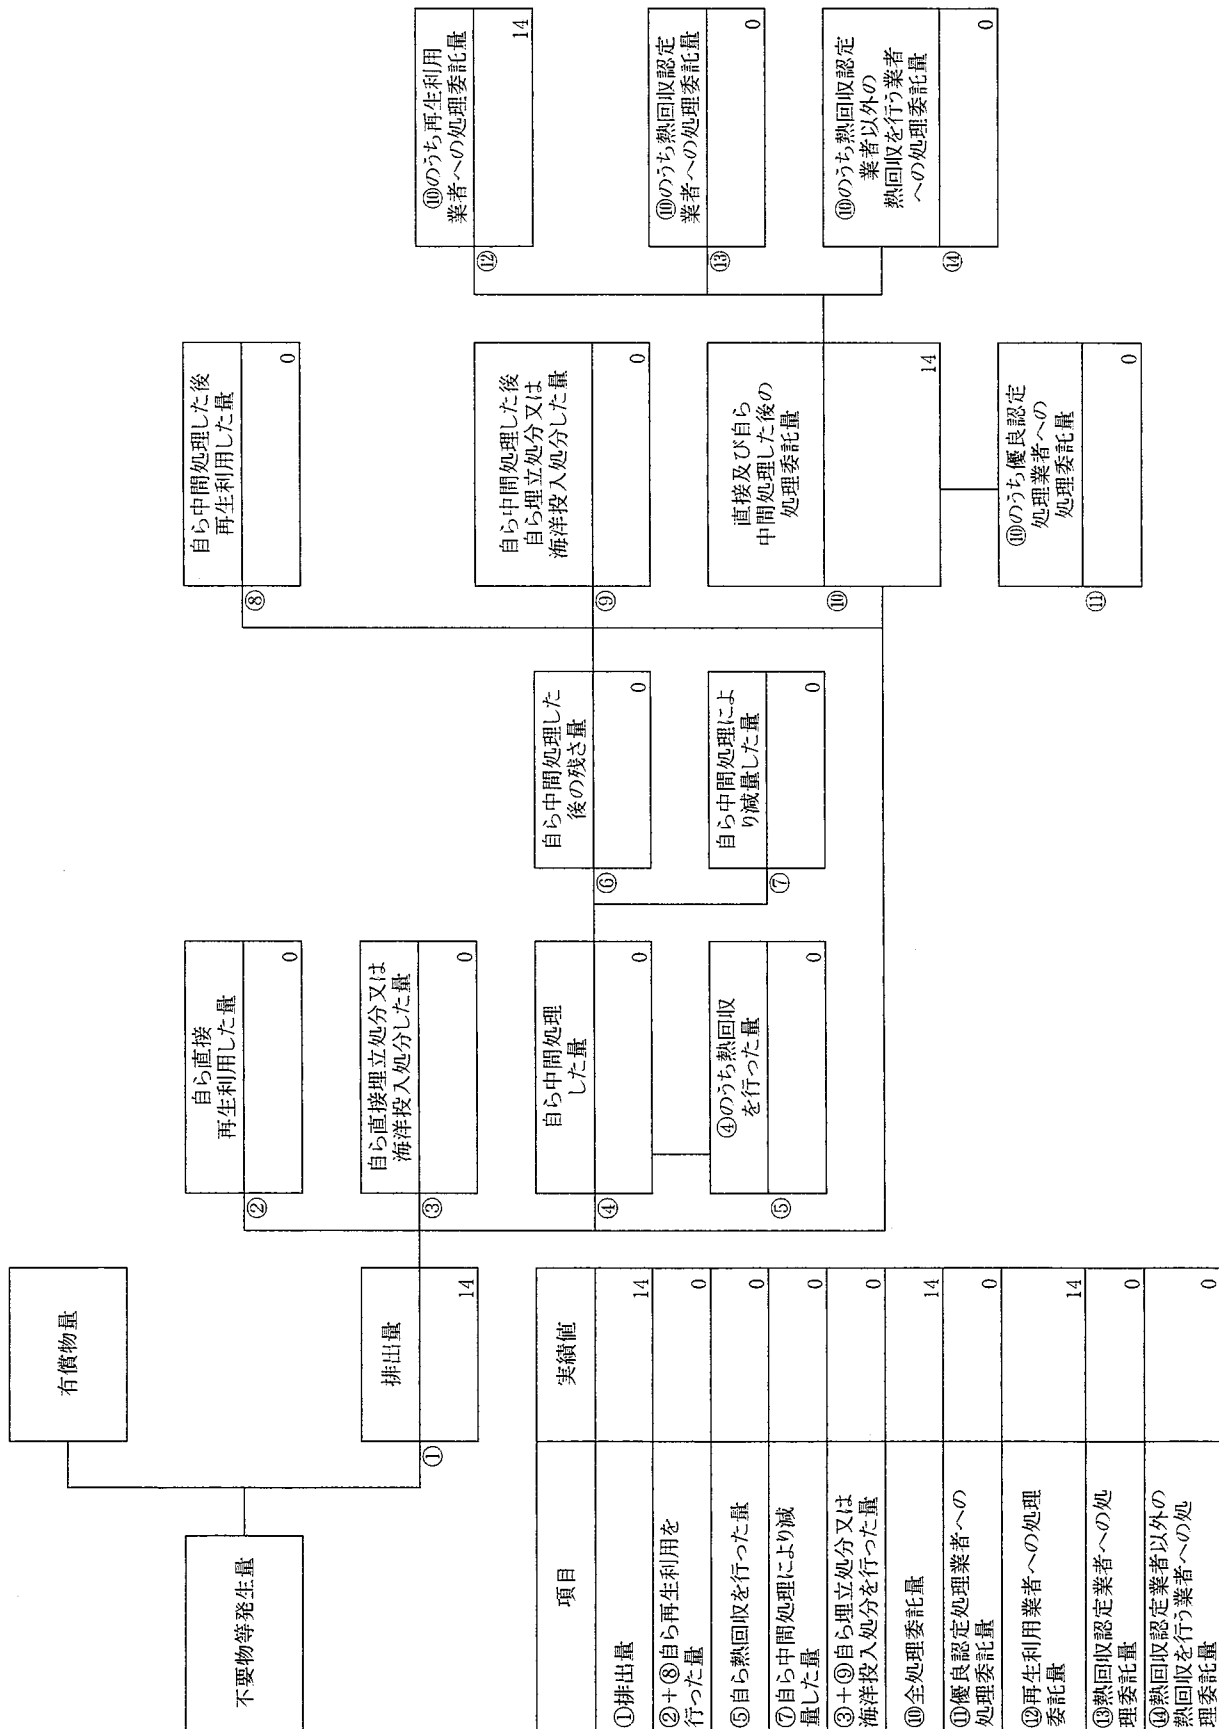 不要物等発生量
有償物量
①
排出量
14
②
自ら直接
再生利用した量
0
③
自ら直接埋立処分又は
海洋投入処分した量
0
④
自ら中間処理
した量
0
⑤
④のうち熱回収
を行った量
0
⑥
自ら中間処理した
後の残さ量
0
⑦
自ら中間処理によ
り減量した量
0
⑧
自ら中間処理した後
再生利用した量
0
⑨
自ら中間処理した後
自ら埋立処分又は
海洋投入処分した量
0
⑩
直接及び自ら
中間処理した後の
処理委託量
14
⑪
⑩のうち優良認定
処理業者への
処理委託量
0
⑫
⑩のうち再生利用
業者への処理委託量
14
⑬
⑩のうち熱回収認定
業者への処理委託量
0
⑭
⑩のうち熱回収認定
業者以外の
熱回収を行う業者
への処理委託量
0
項目 実績値
①排出量 14
②+⑧自ら再生利用を
行った量 0
⑤自ら熱回収を行った量 0
⑦自ら中間処理により減
量した量 0
③+⑨自ら埋立処分又は
海洋投入処分を行った量 0
⑩全処理委託量 14
⑪優良認定処理業者への
処理委託量 0
⑫再生利用業者への処理
委託量 14
⑬熱回収認定業者への処
理委託量 0
⑭熱回収認定業者以外の
熱回収を行う業者への処
理委託量 0